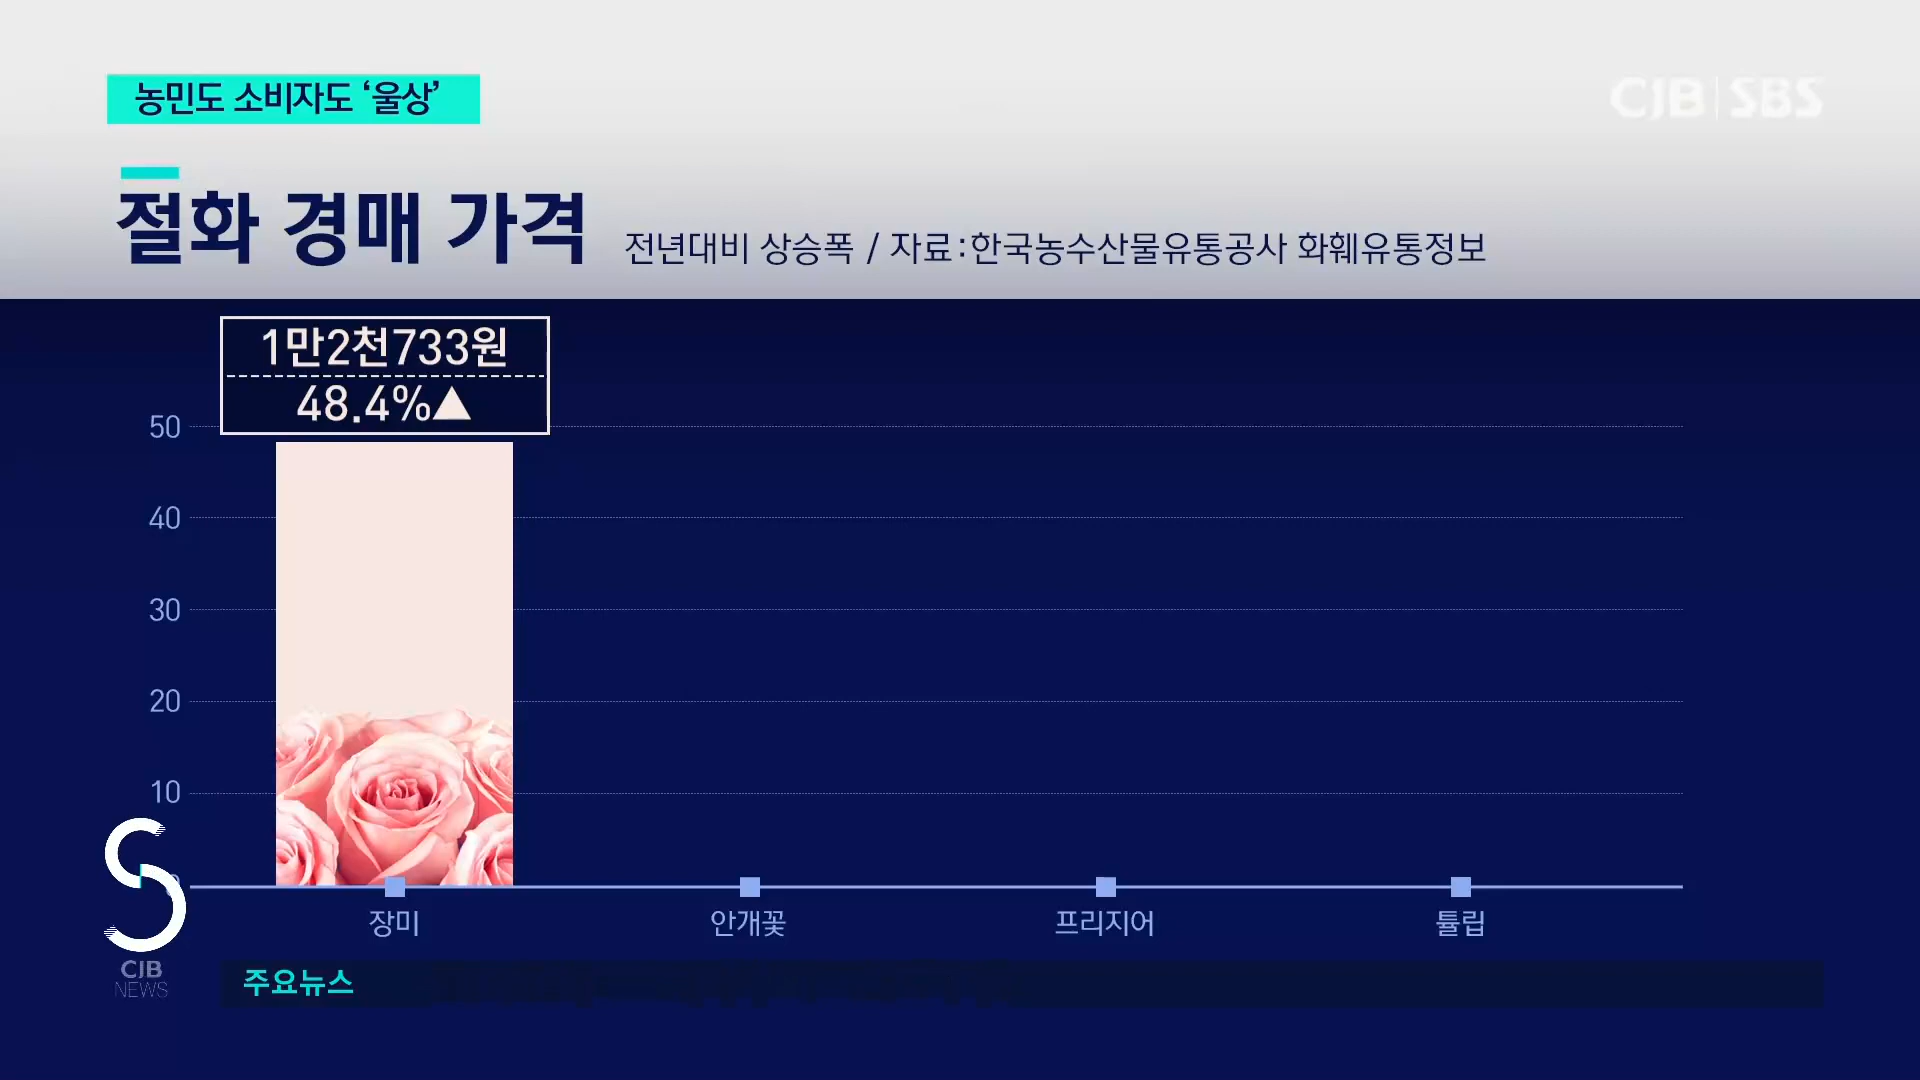 농민도 소비자도 ‘울상’
CJB SBS
절화 경매 가격
전년대비 상승폭 / 자료:한국농수산물유통공사 화훼유통정보
1만2천733원
48.4%▲
50
40
30
20
10
장미
안개꽃
프리지어
튤립
CJB
NEWS
주요뉴스